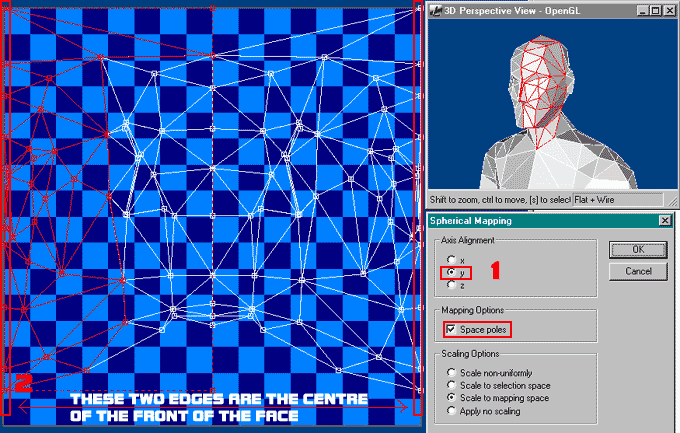 3D Perspective View - OpenGL
Shift to zoom, ctrl to move, [s] to selec
Flat + Wire
Spherical Mapping
Axis Alignment
x
y
z
1
OK
Cancel
Mapping Options
Space poles
Scaling Options
Scale non-uniformly
Scale to selection space
Scale to mapping space
Apply no scaling
2
THESE TWO EDGES ARE THE CENTRE
OF THE FRONT OF THE FACE